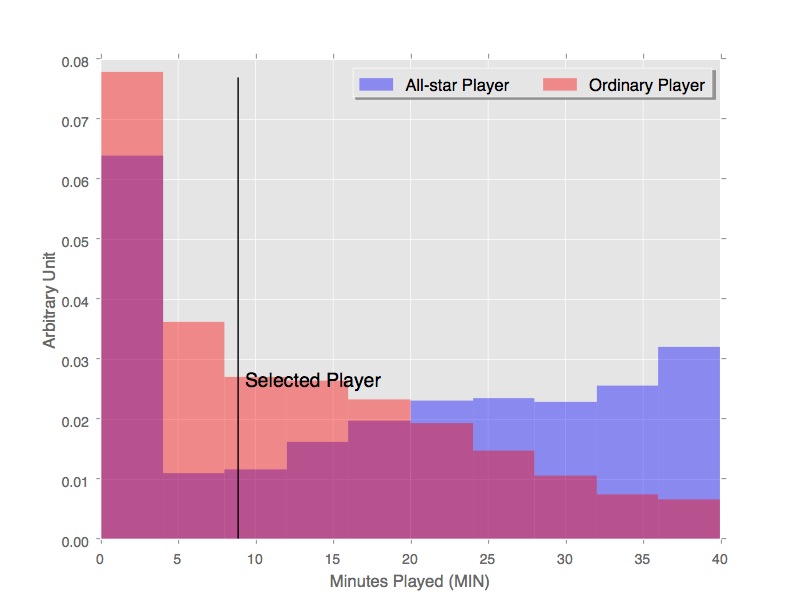 All-star Player Ordinary Player
0.08
0.07
0.06
0.05
0.04
0.03
0.02
0.01
0.00
Arbitrary Unit
Selected Player
0 5 10 15 20 25 30 35 40
Minutes Played (MIN)